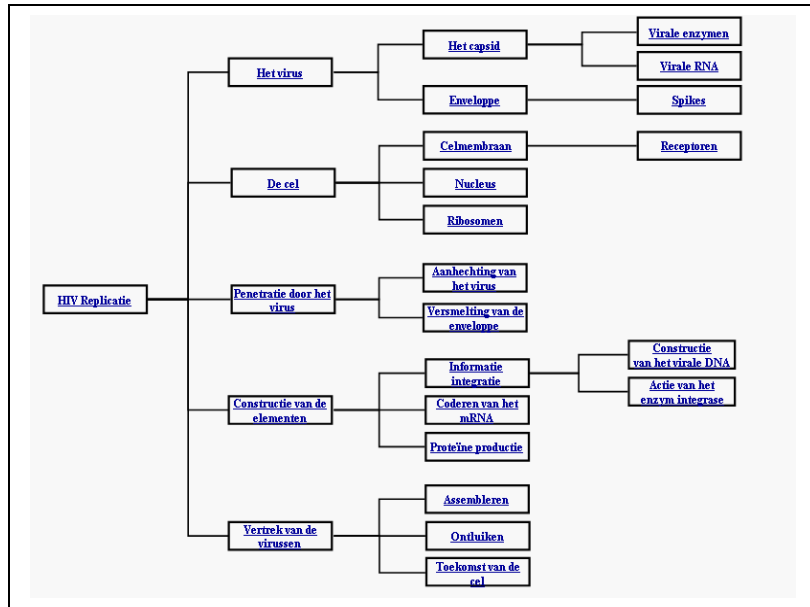 HIV Replicatie
Het virus
Het capsid
Virale enzymen
Virale RNA
Enveloppe
Spikes
De cel
Celmembraan
Receptoren
Nucleus
Ribosomen
Penetratie door het
virus
Aanhechting van
het virus
Versmelting van de
enveloppe
Constructie van de
elementen
Informatie
integratie
Constructie
van het virale DNA
Actie van het
enzym integrase
Coderen van het
mRNA
Proteïne productie
Vertrek van de
virussen
Assembleren
Ontluiken
Toekomst van de
cel